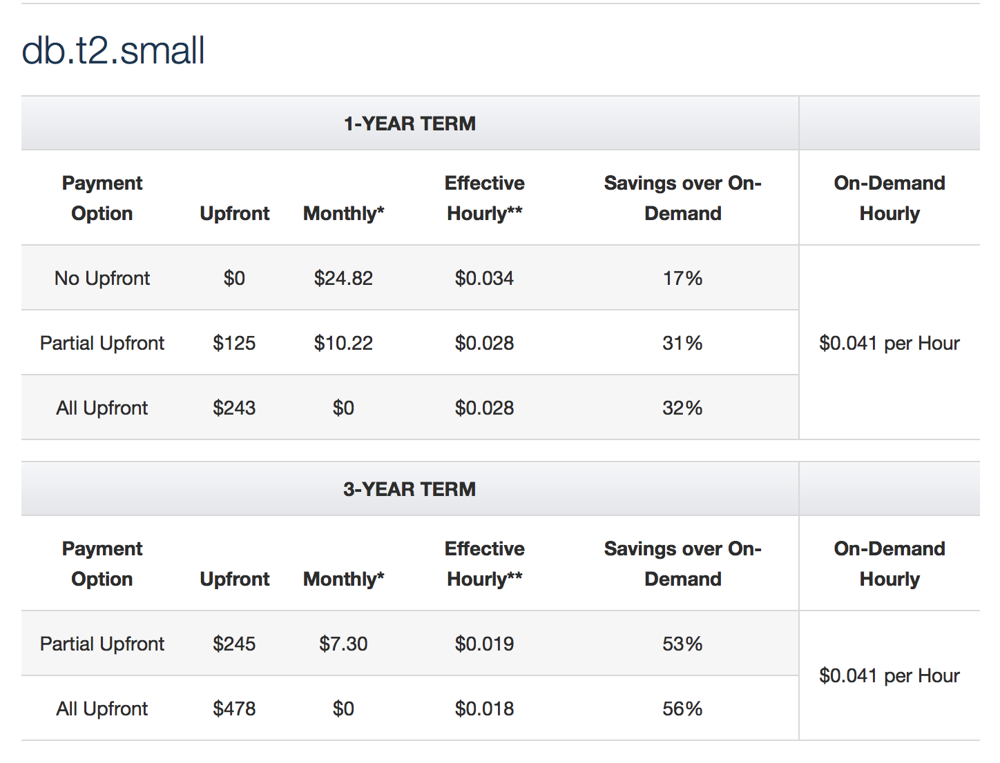 db.t2.small
1-YEAR TERM
Payment Option Upfront Monthly* Effective Hourly** Savings over On-Demand On-Demand Hourly
No Upfront $0 $24.82 $0.034 17%
Partial Upfront $125 $10.22 $0.028 31% $0.041 per Hour
All Upfront $243 $0 $0.028 32%
3-YEAR TERM
Payment Option Upfront Monthly* Effective Hourly** Savings over On-Demand On-Demand Hourly
Partial Upfront $245 $7.30 $0.019 53%
$0.041 per Hour
All Upfront $478 $0 $0.018 56%